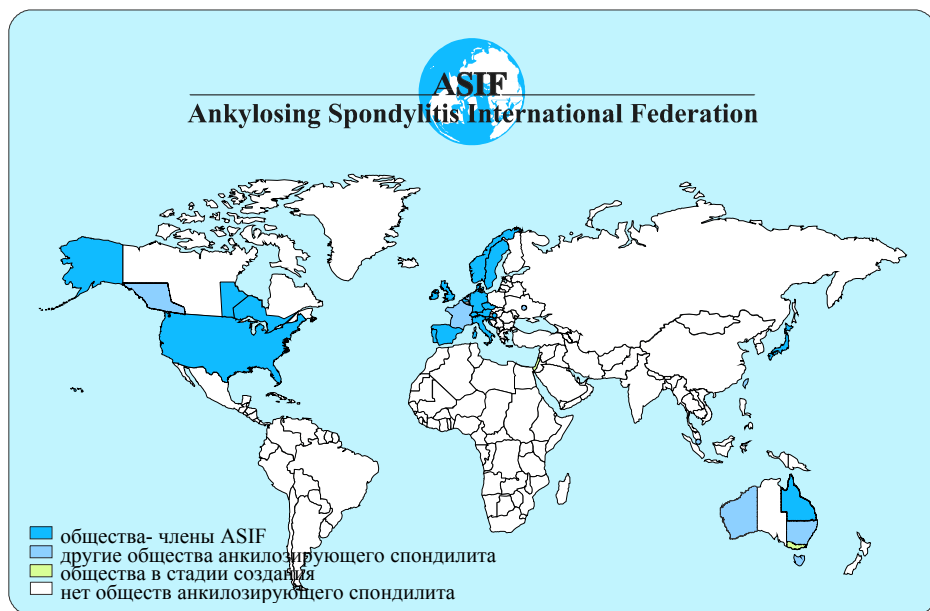 ASIF
Ankylosing Spondylitis International Federation
общества- члены ASIF
другие общества анкилозирующего спондилита
общества в стадии создания
нет обществ анкилозирующего спондилита